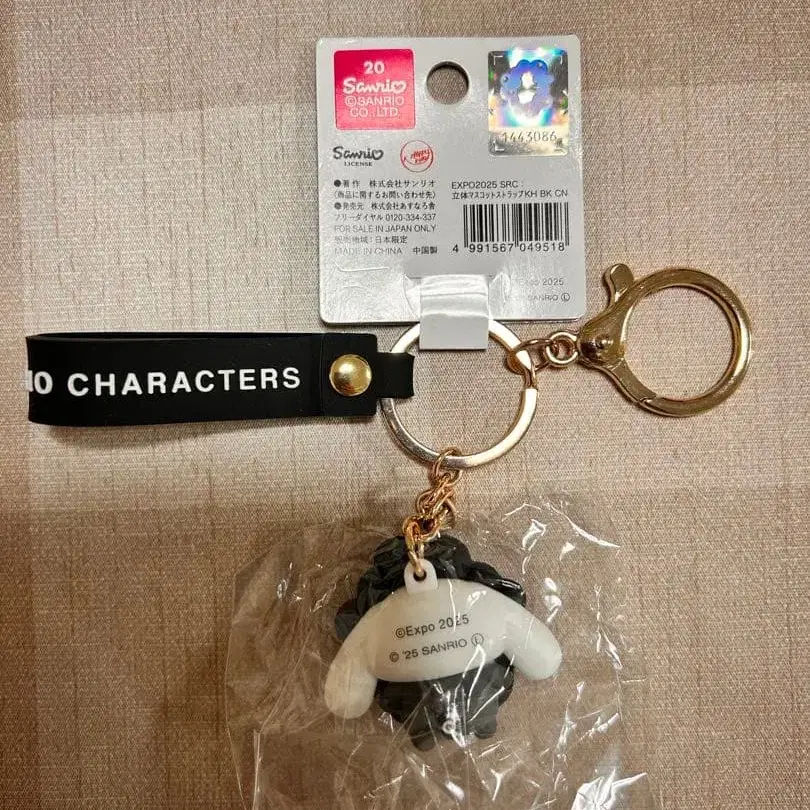 20
Sanrio
©SANRIO
CO., LTD.
1443086
Sanrio
LICENSE
●著作 株式会社サンリオ
(商品に関するお問い合わせ先)
●発売元 株式会社あすなろ舎
フリーダイヤル 0120-334-337
FOR SALE IN JAPAN ONLY
販売地域:日本限定
MADE IN CHINA 中国製
EXPO2025 SRC
立体マスコットストラップKH BK CN
4 991567 049518
Expo 2025
SANRIO Ⓛ
IO CHARACTERS
©Expo 2025
© '25 SANRIO Ⓛ